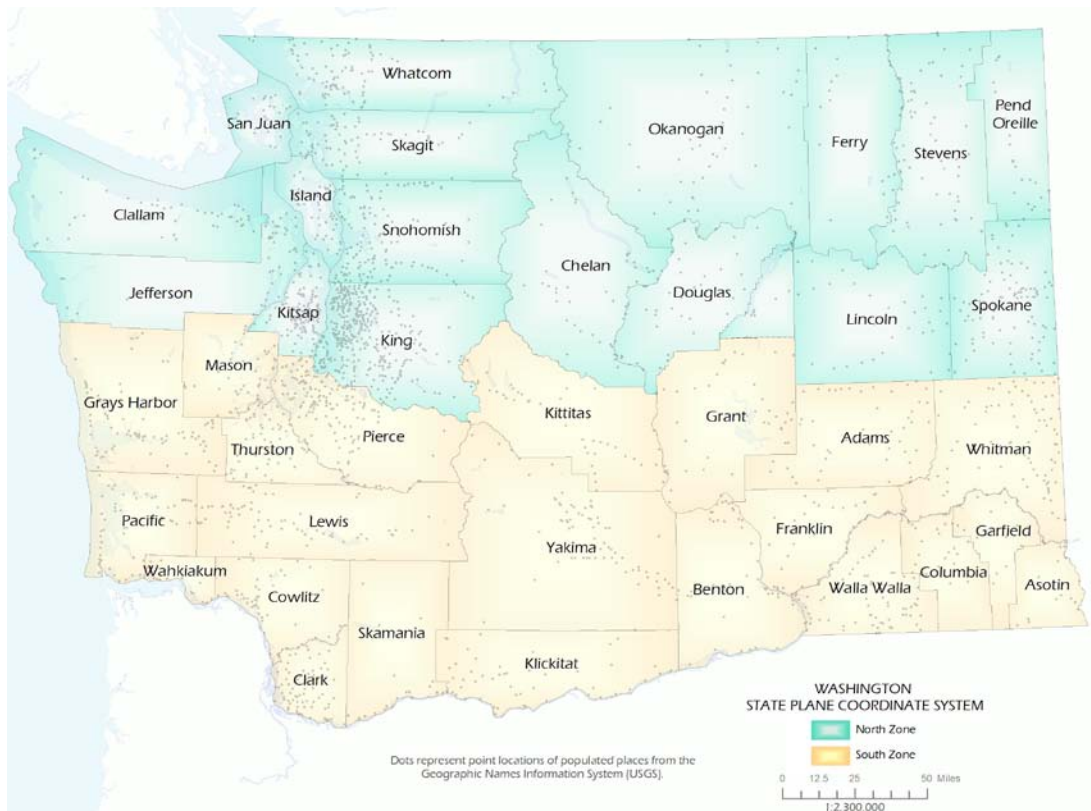 Whatcom
San Juan
Skagit
Okanogan
Ferry
Stevens
Pend
Oreille
Island
Clallam
Snohomish
Chelan
Jefferson
Kitsap
Douglas
Lincoln
Spokane
King
Mason
Grays Harbor
Kittitas
Grant
Thurston
Pierce
Adams
Whitman
Pacific
Lewis
Yakima
Franklin
Garfield
Wahkiakum
Cowlitz
Benton
Walla Walla
Columbia
Asotin
Skamania
Clark
Klickitat
WASHINGTON
STATE PLANE COORDINATE SYSTEM
North Zone
South Zone
Dots represent point locations of populated places from the
Geographic Names Information System (USGS).
0 12.5 25 50 Miles
1:2,300,000